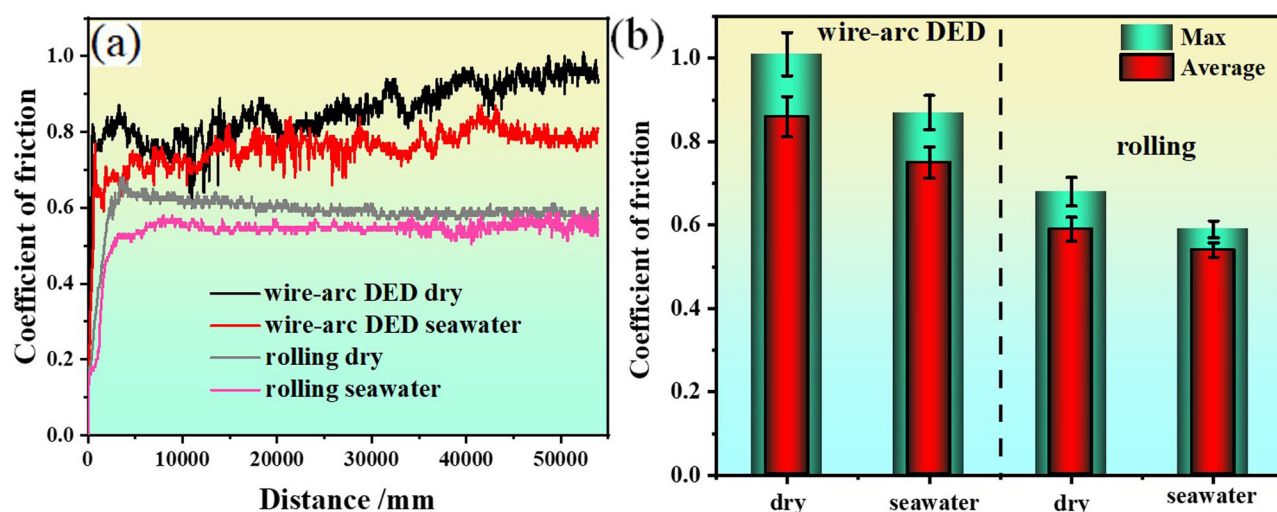 (a)
Coefficient of friction
1.0
0.8
0.6
0.4
0.2
0.0
wire-arc DED dry
wire-arc DED seawater
rolling dry
rolling seawater
0 10000 20000 30000 40000 50000
Distance /mm
(b)
Coefficient of friction
1.0
0.8
0.6
0.4
0.2
0.0
wire-arc DED
Max
Average
rolling
dry seawater dry seawater